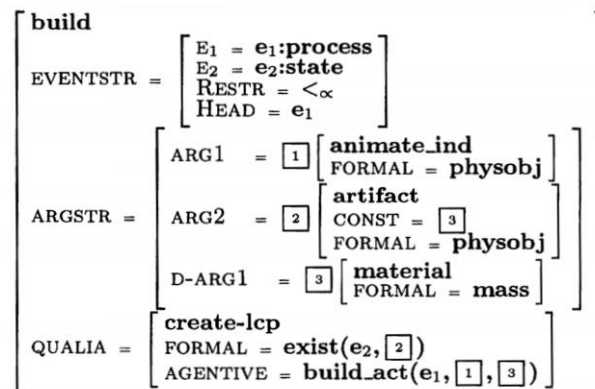 build
E₁ = e₁:process
E₂ = e₂:state
EVENTSTR =
RESTR = <∝
HEAD = e₁
ARG1 = 1 animate_ind
FORMAL = physobj
artifact
ARGSTR = ARG2 = 2 CONST = 3
FORMAL = physobj
D-ARG1 = 3 material
FORMAL = mass
create-lcp
QUALIA = FORMAL = exist(e₂, 2)
AGENTIVE = build_act(e₁, 1, 3)